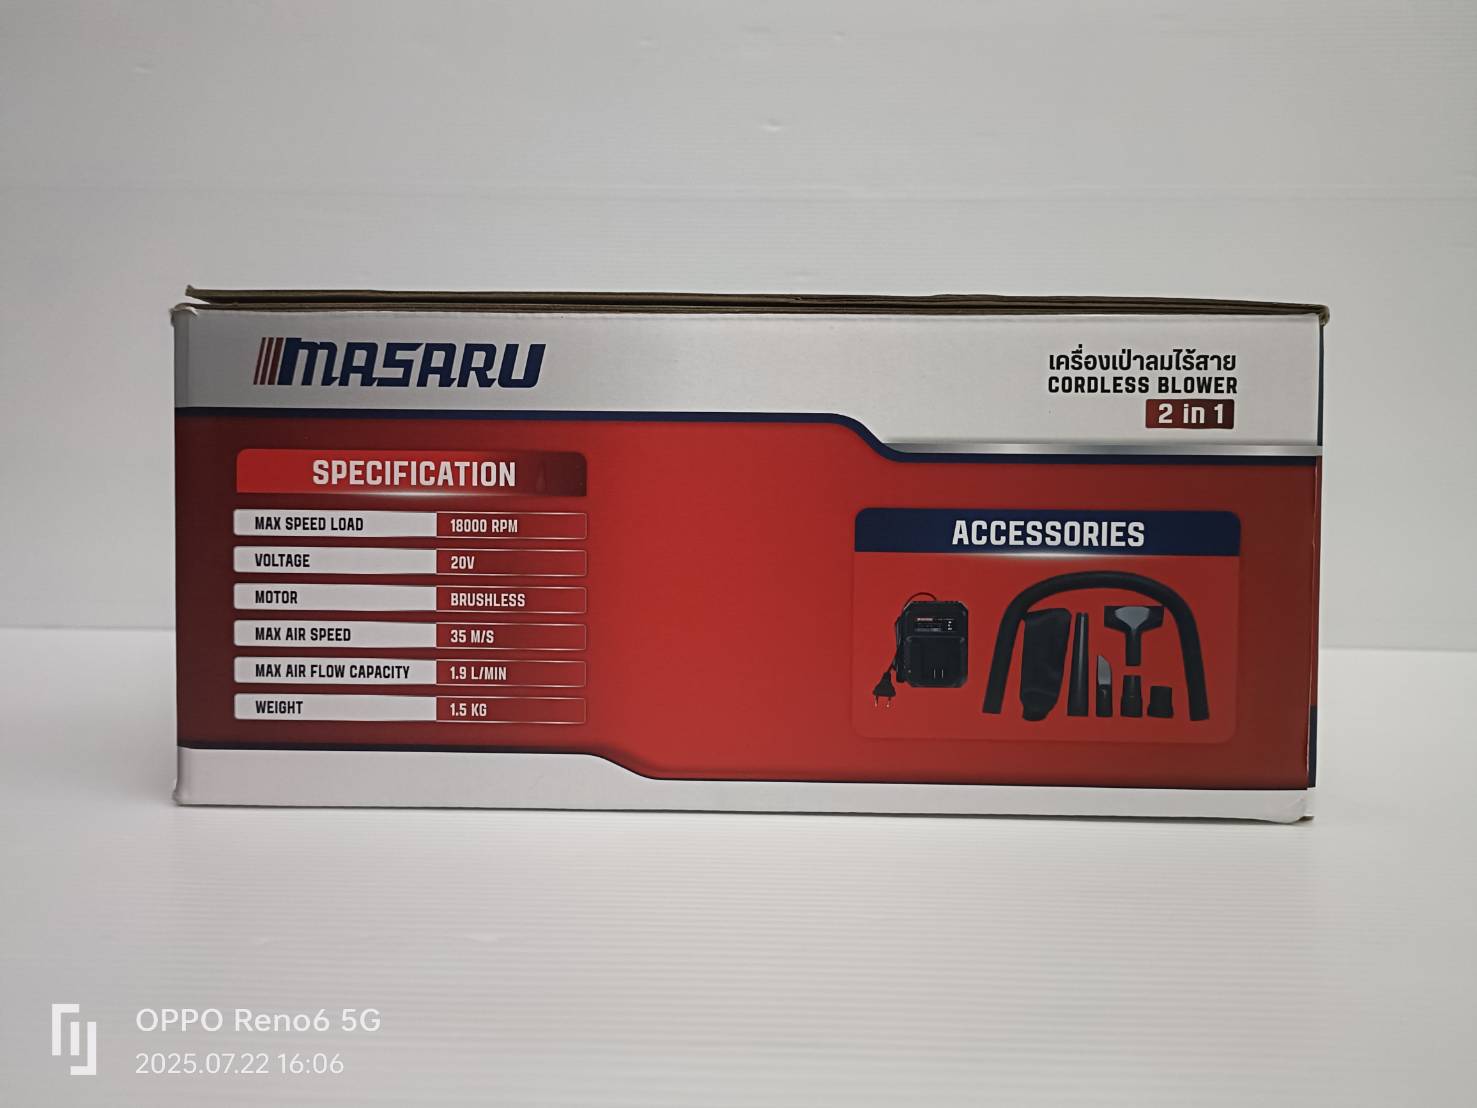 MASARU
เครื่องเป่าลมไร้สาย
CORDLESS BLOWER
2 in 1
SPECIFICATION
MAX SPEED LOAD 18000 RPM
VOLTAGE 20V
MOTOR BRUSHLESS
MAX AIR SPEED 35 M/S
MAX AIR FLOW CAPACITY 1.9 L/MIN
WEIGHT 1.5 KG
ACCESSORIES
OPPO Reno6 5G
2025.07.22 16:06